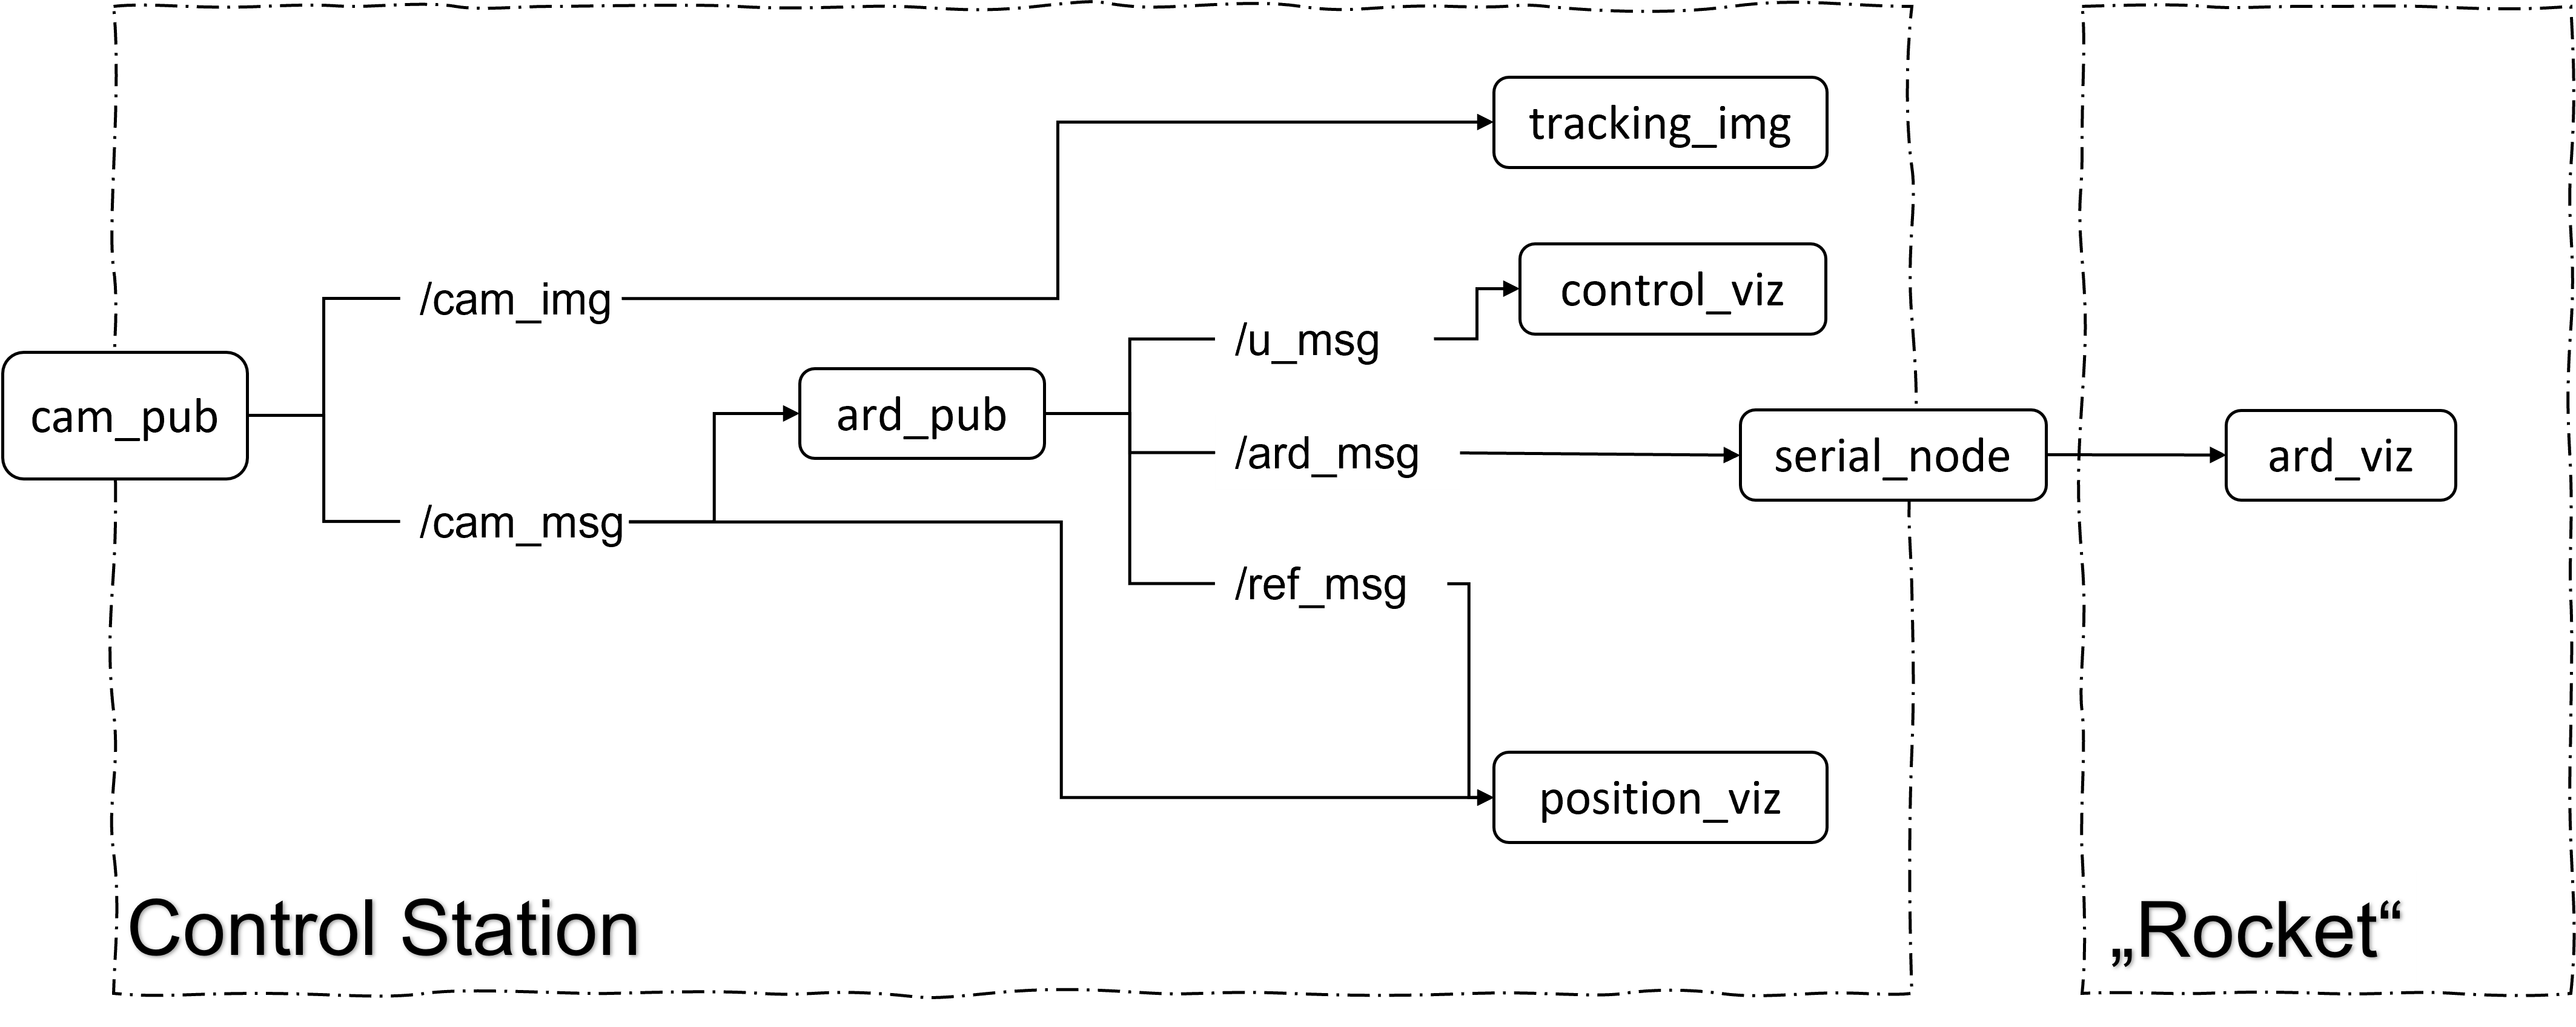 tracking_img
control_viz
/cam_img
/u_msg
cam_pub
ard_pub
/ard_msg
serial_node
ard_viz
/cam_msg
/ref_msg
position_viz
Control Station
„Rocket“